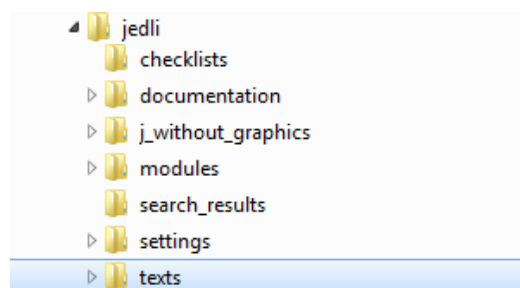 jedli
checklists
documentation
j_without_graphics
modules
search_results
settings
texts